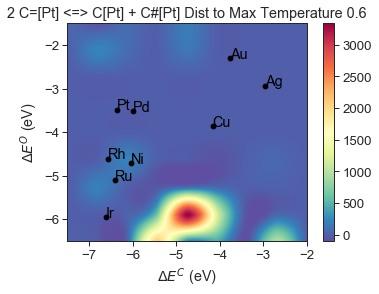 2 C=[Pt] <=> C[Pt] + C#[Pt] Dist to Max Temperature 0.6
−2
−3
−4
−5
−6
ΔE^O (eV)
Au
Ag
Pt
Pd
Cu
Rh
Ni
Ru
Ir
−7
−6
−5
−4
−3
−2
ΔE^C (eV)
3000
2500
2000
1500
1000
500
0